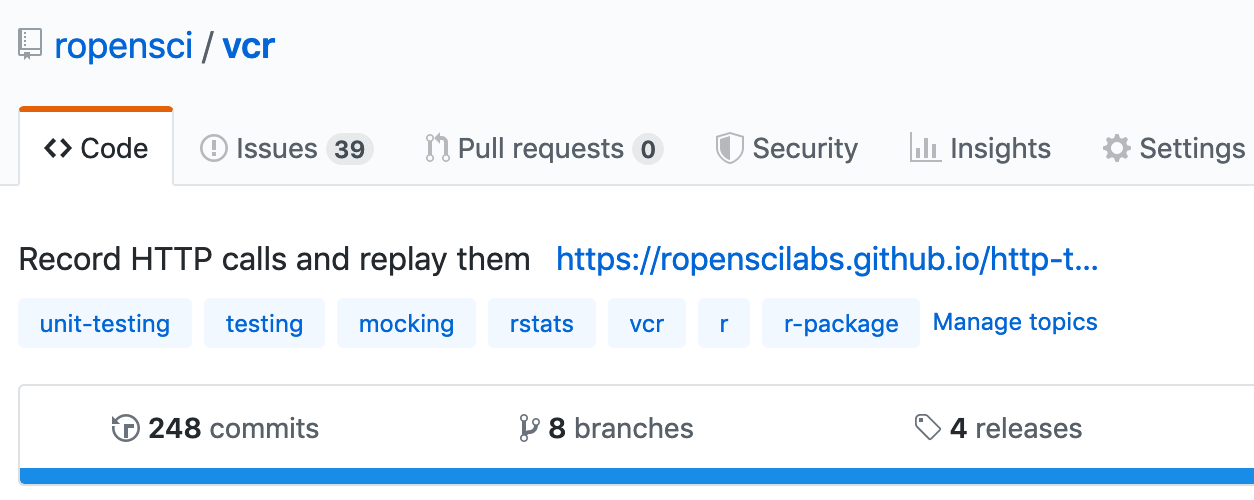 ropensci / vcr
Code Issues 39 Pull requests 0 Security Insights Settings
Record HTTP calls and replay them https://ropenscilabs.github.io/http-t...
unit-testing testing mocking rstats vcr r r-package Manage topics
248 commits 8 branches 4 releases